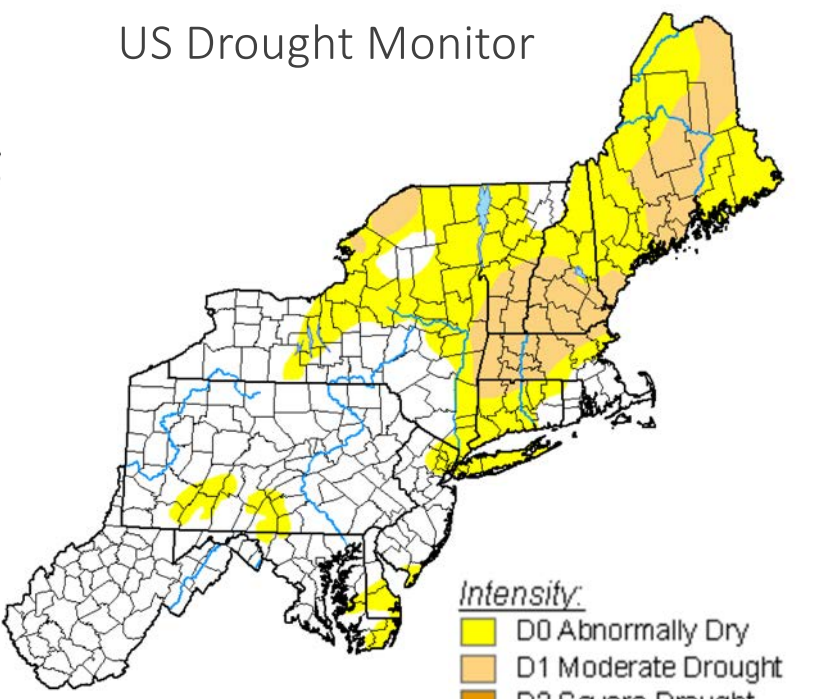 US Drought Monitor
Intensity:
D0 Abnormally Dry
D1 Moderate Drought